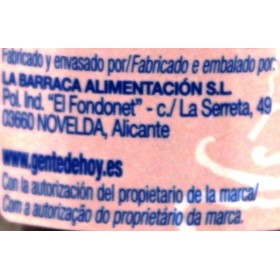 Fabricado y envasado por/Fabricado e embalado por:
LA BARRACA ALIMENTACIÓN S.L.
Pol. Ind. "El Fondonet" - c./ La Serreta, 49
03660 NOVELDA, Alicante
www.gentedehoy.es
Con la autorización del propietario de la marca/
Com a autorização do proprietário da marca.